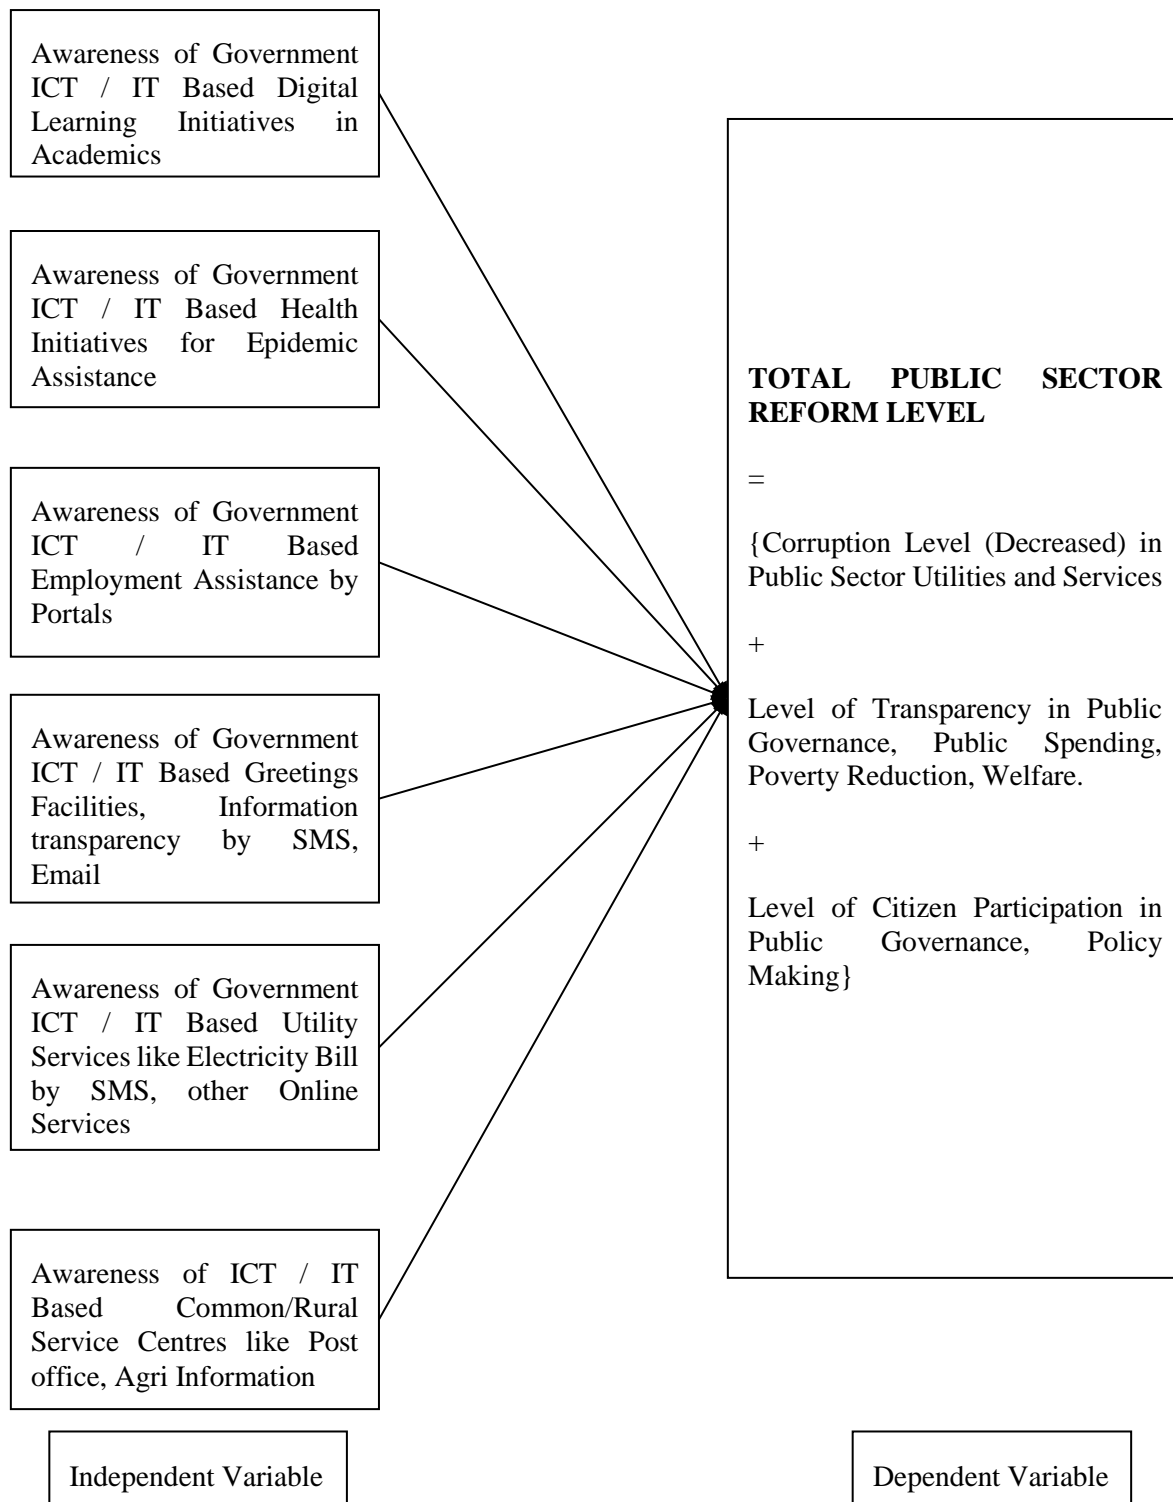 Awareness of Government
ICT / IT Based Digital
Learning Initiatives in
Academics
Awareness of Government
ICT / IT Based Health
Initiatives for Epidemic
Assistance
Awareness of Government
ICT / IT Based
Employment Assistance by
Portals
Awareness of Government
ICT / IT Based Greetings
Facilities, Information
transparency by SMS,
Email
Awareness of Government
ICT / IT Based Utility
Services like Electricity Bill
by SMS, other Online
Services
Awareness of ICT / IT
Based Common/Rural
Service Centres like Post
office, Agri Information
Independent Variable
TOTAL PUBLIC SECTOR
REFORM LEVEL
=
{Corruption Level (Decreased) in
Public Sector Utilities and Services
+
Level of Transparency in Public
Governance, Public Spending,
Poverty Reduction, Welfare.
+
Level of Citizen Participation in
Public Governance, Policy
Making}
Dependent Variable